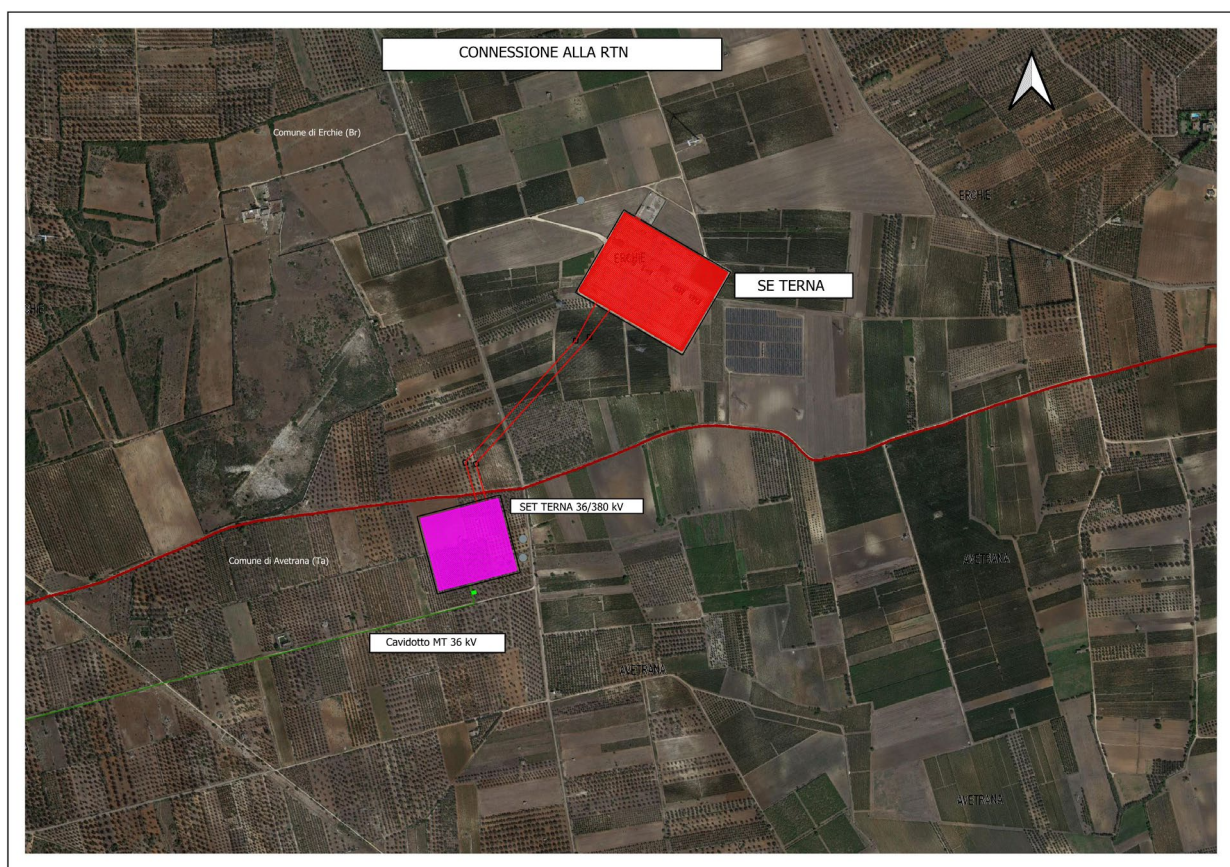 CONNESSIONE ALLA RTN
Comune di Erchie (Br)
ERCHIE
ERCHIE
SE TERNA
SET TERNA 36/380 kV
Comune di Avetrana (Ta)
AVETRANA
Cavidotto MT 36 kV
AVETRANA
AVETRANA